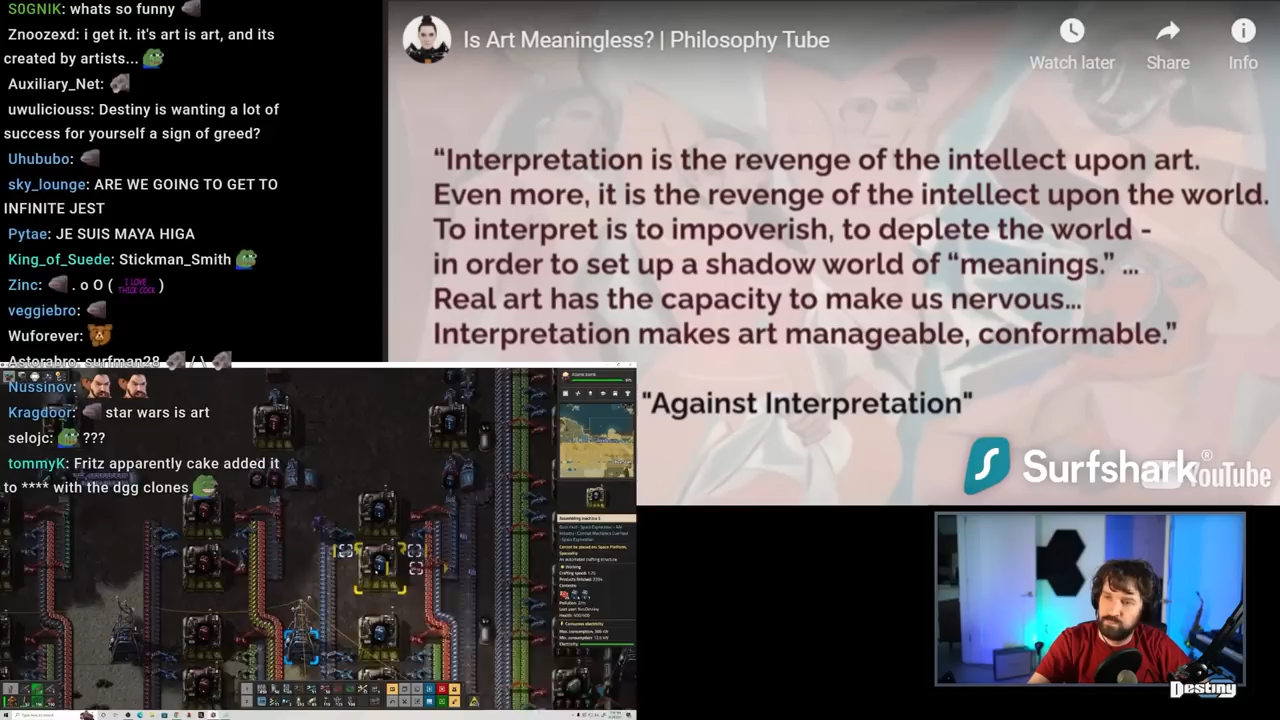 S0GNIK: whats so funny
Znoozexd: i get it. it's art is art, and its
created by artists...
Auxiliary_Net:
uwuliciouss: Destiny is wanting a lot of
success for yourself a sign of greed?
Uhububo:
sky_lounge: ARE WE GOING TO GET TO
INFINITE JEST
Pytae: JE SUIS MAYA HIGA
King_of_Suede: Stickman_Smith
Zinc: . o O ( I LOVE THICK COCK )
veggiebro:
Wuforever:
Astorabro: surfman28 / \
Nussinov:
Kragdoor: star wars is art
selojc: ???
tommyK: Fritz apparently cake added it
to **** with the dgg clones
Is Art Meaningless? | Philosophy Tube
Watch later
Share
Info
“Interpretation is the revenge of the intellect upon art.
Even more, it is the revenge of the intellect upon the world.
To interpret is to impoverish, to deplete the world -
in order to set up a shadow world of “meanings.” ...
Real art has the capacity to make us nervous...
Interpretation makes art manageable, conformable.”
"Against Interpretation"
Surfshark®
YouTube
Destiny